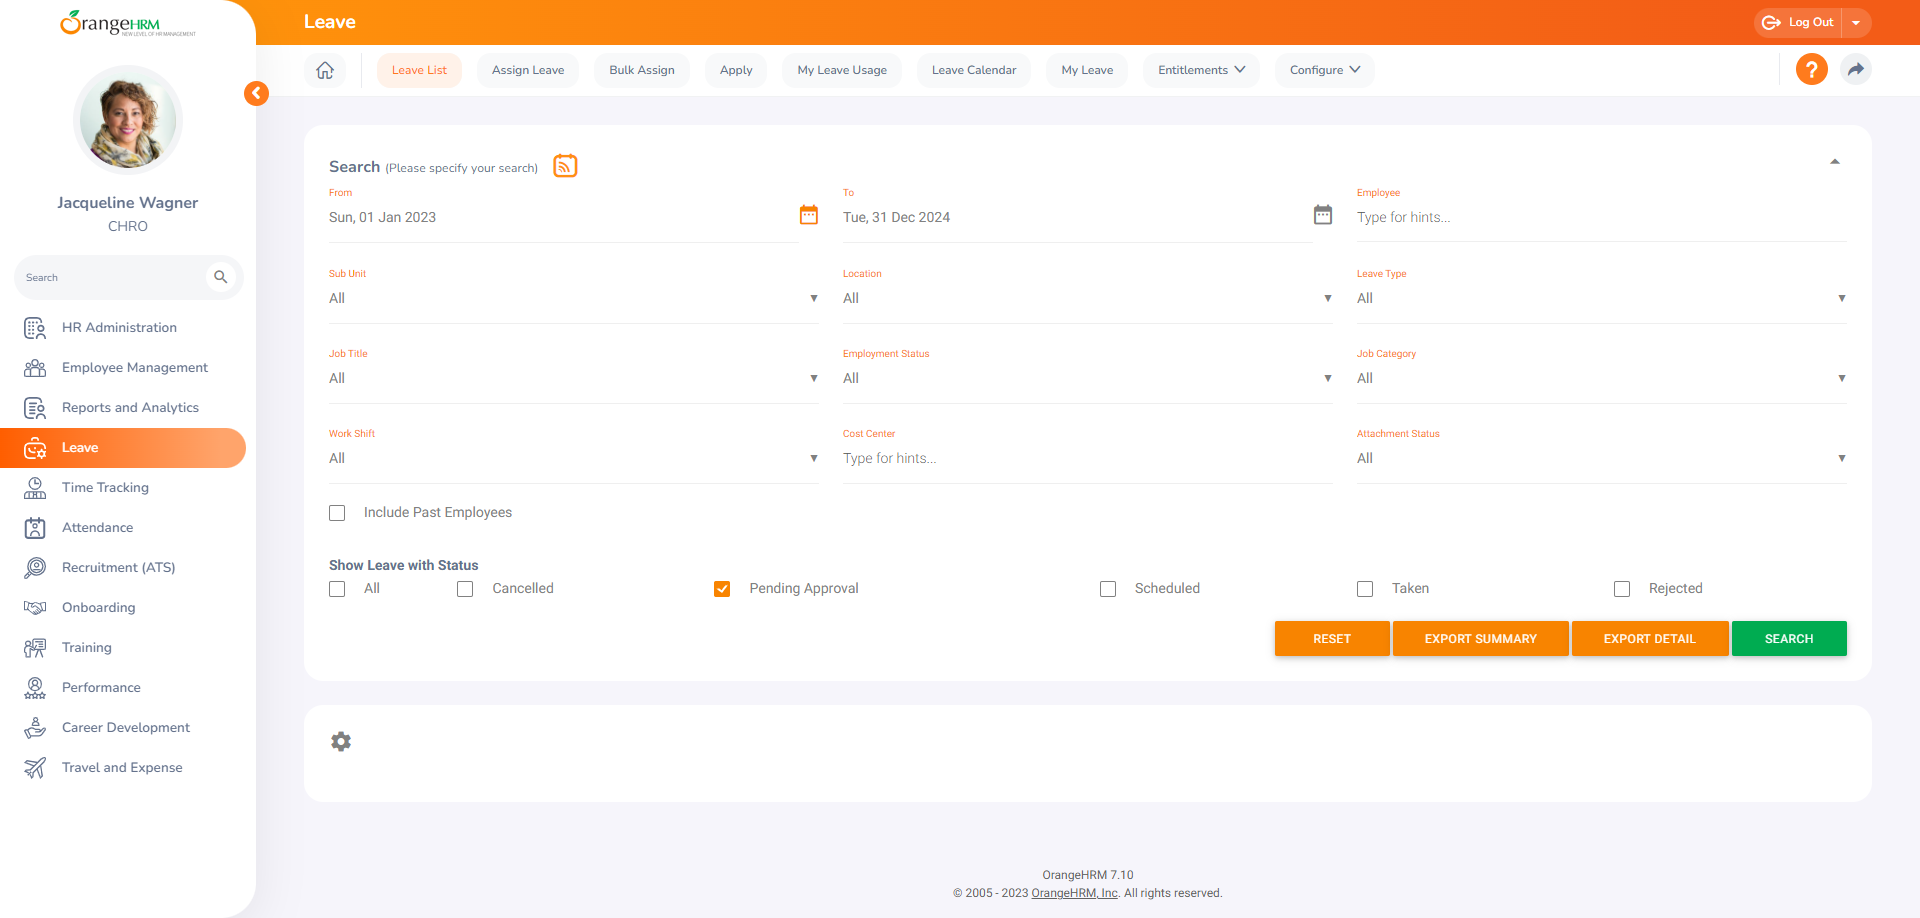 OrangeHRM
NEW LEVEL OF HR MANAGEMENT
Jacqueline Wagner
CHRO
Search
HR Administration
Employee Management
Reports and Analytics
Leave
Time Tracking
Attendance
Recruitment (ATS)
Onboarding
Training
Performance
Career Development
Travel and Expense
Leave
Log Out
Leave List Assign Leave Bulk Assign Apply My Leave Usage Leave Calendar My Leave Entitlements Configure
?
Search (Please specify your search)
From To Employee
Sun, 01 Jan 2023 Tue, 31 Dec 2024 Type for hints...
Sub Unit Location Leave Type
All All All
Job Title Employment Status Job Category
All All All
Work Shift Cost Center Attachment Status
All Type for hints... All
Include Past Employees
Show Leave with Status
All Cancelled Pending Approval Scheduled Taken Rejected
RESET EXPORT SUMMARY EXPORT DETAIL SEARCH
OrangeHRM 7.10
© 2005 - 2023 OrangeHRM, Inc. All rights reserved.